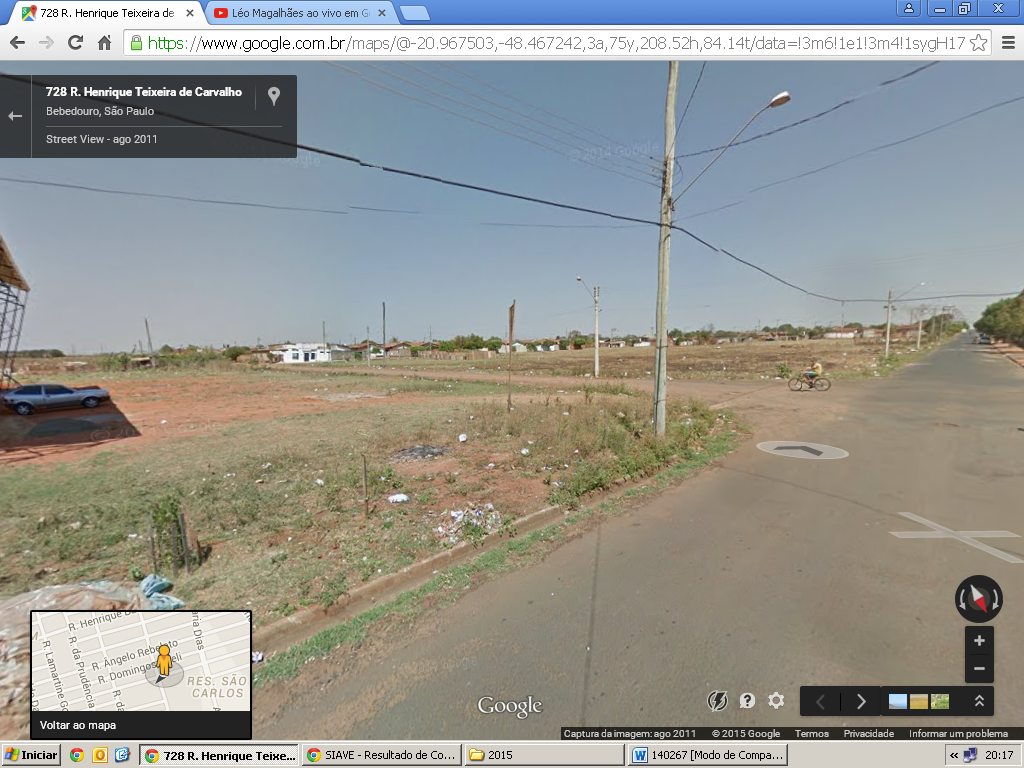 728 R. Henrique Teixeira de
Léo Magalhães ao vivo em G
https://www.google.com.br/maps/@-20.967503,-48.467242,3a,75y,208.52h,84.14t/data=!3m6!1e1!3m4!1sygH17
728 R. Henrique Teixeira de Carvalho
Bebedouro, São Paulo
Street View - ago 2011
© 2014 Google
R. Henrique
R. da Prudência
R. Lamartine
R. Ângelo Rebelato
R. Domingos
Dias
RES. SÃO
CARLOS
Voltar ao mapa
Google
Captura da imagem: ago 2011 © 2015 Google Termos Privacidade Informar um problema
Iniciar
728 R. Henrique Teixe...
SIAVE - Resultado de Co...
2015
140267 [Modo de Compa...
20:17